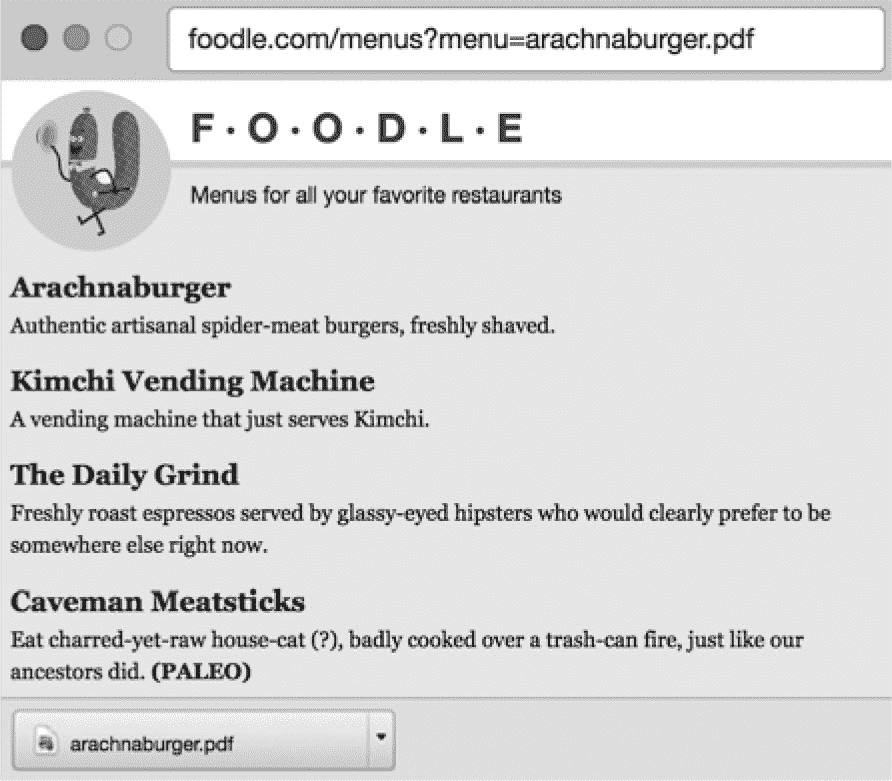 foodle.com/menus?menu=arachnaburger.pdf
F·O·O·D·L·E
Menus for all your favorite restaurants
Arachnaburger
Authentic artisanal spider-meat burgers, freshly shaved.
Kimchi Vending Machine
A vending machine that just serves Kimchi.
The Daily Grind
Freshly roast espressos served by glassy-eyed hipsters who would clearly prefer to be
somewhere else right now.
Caveman Meatsticks
Eat charred-yet-raw house-cat (?), badly cooked over a trash-can fire, just like our
ancestors did. (PALEO)
arachnaburger.pdf